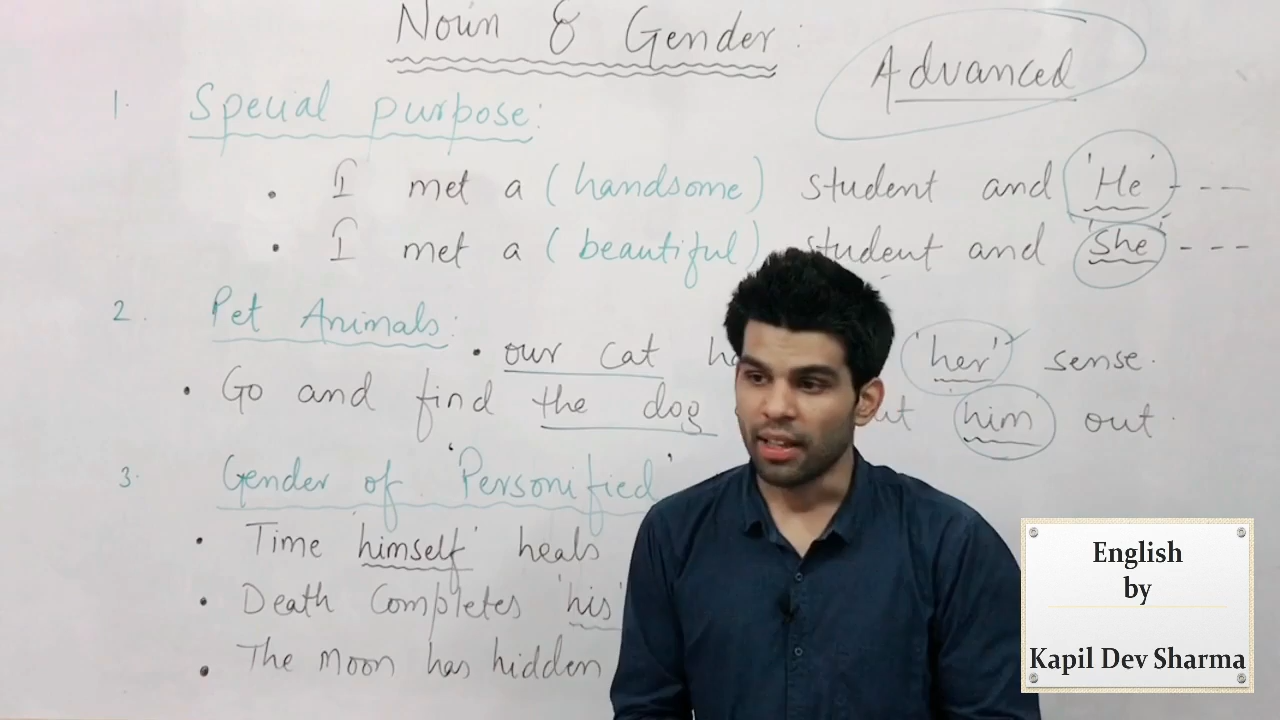 Noun & Gender:
Advanced
1. Special purpose:
• I met a (handsome) student and 'He' ---
• I met a (beautiful) student and 'she' ---
2. Pet Animals:
• our cat 'her' sense.
• Go and find the dog him out.
3. Gender of 'Personified'
• Time 'himself' heals
• Death Completes 'his'
• The Moon has hidden
English
by
Kapil Dev Sharma